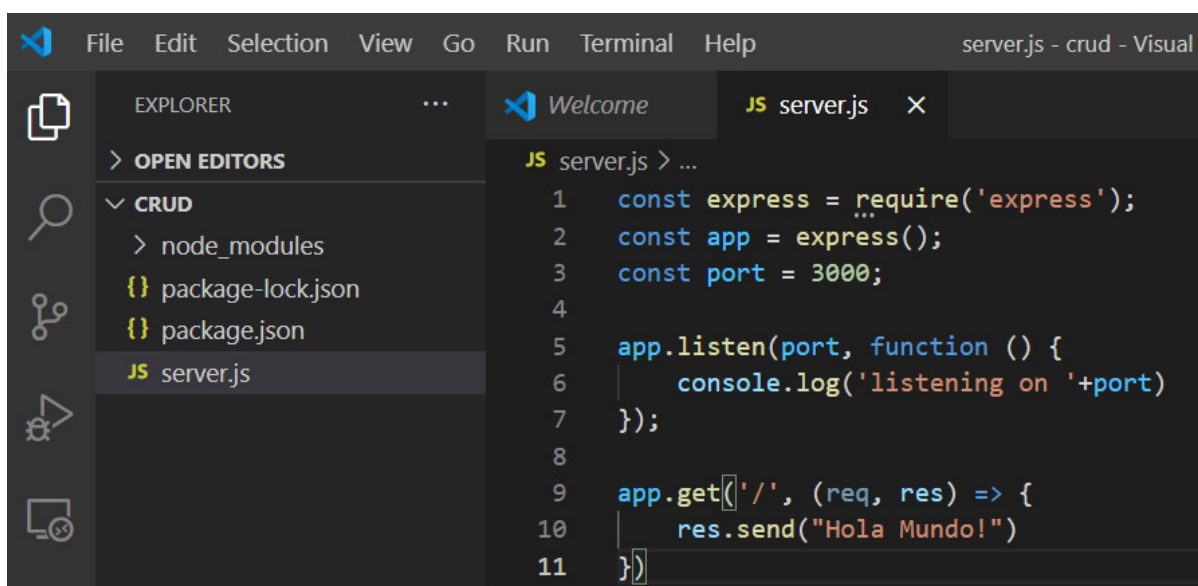 File Edit Selection View Go Run Terminal Help server.js - crud - Visual
EXPLORER ...
Welcome
JS server.js ×
> OPEN EDITORS
JS server.js > ...
CRUD
> node_modules
{} package-lock.json
{} package.json
JS server.js
1 const express = require('express');
2 const app = express();
3 const port = 3000;
4
5 app.listen(port, function () {
6     console.log('listening on '+port)
7 });
8
9 app.get('/', (req, res) => {
10     res.send("Hola Mundo!")
11 })